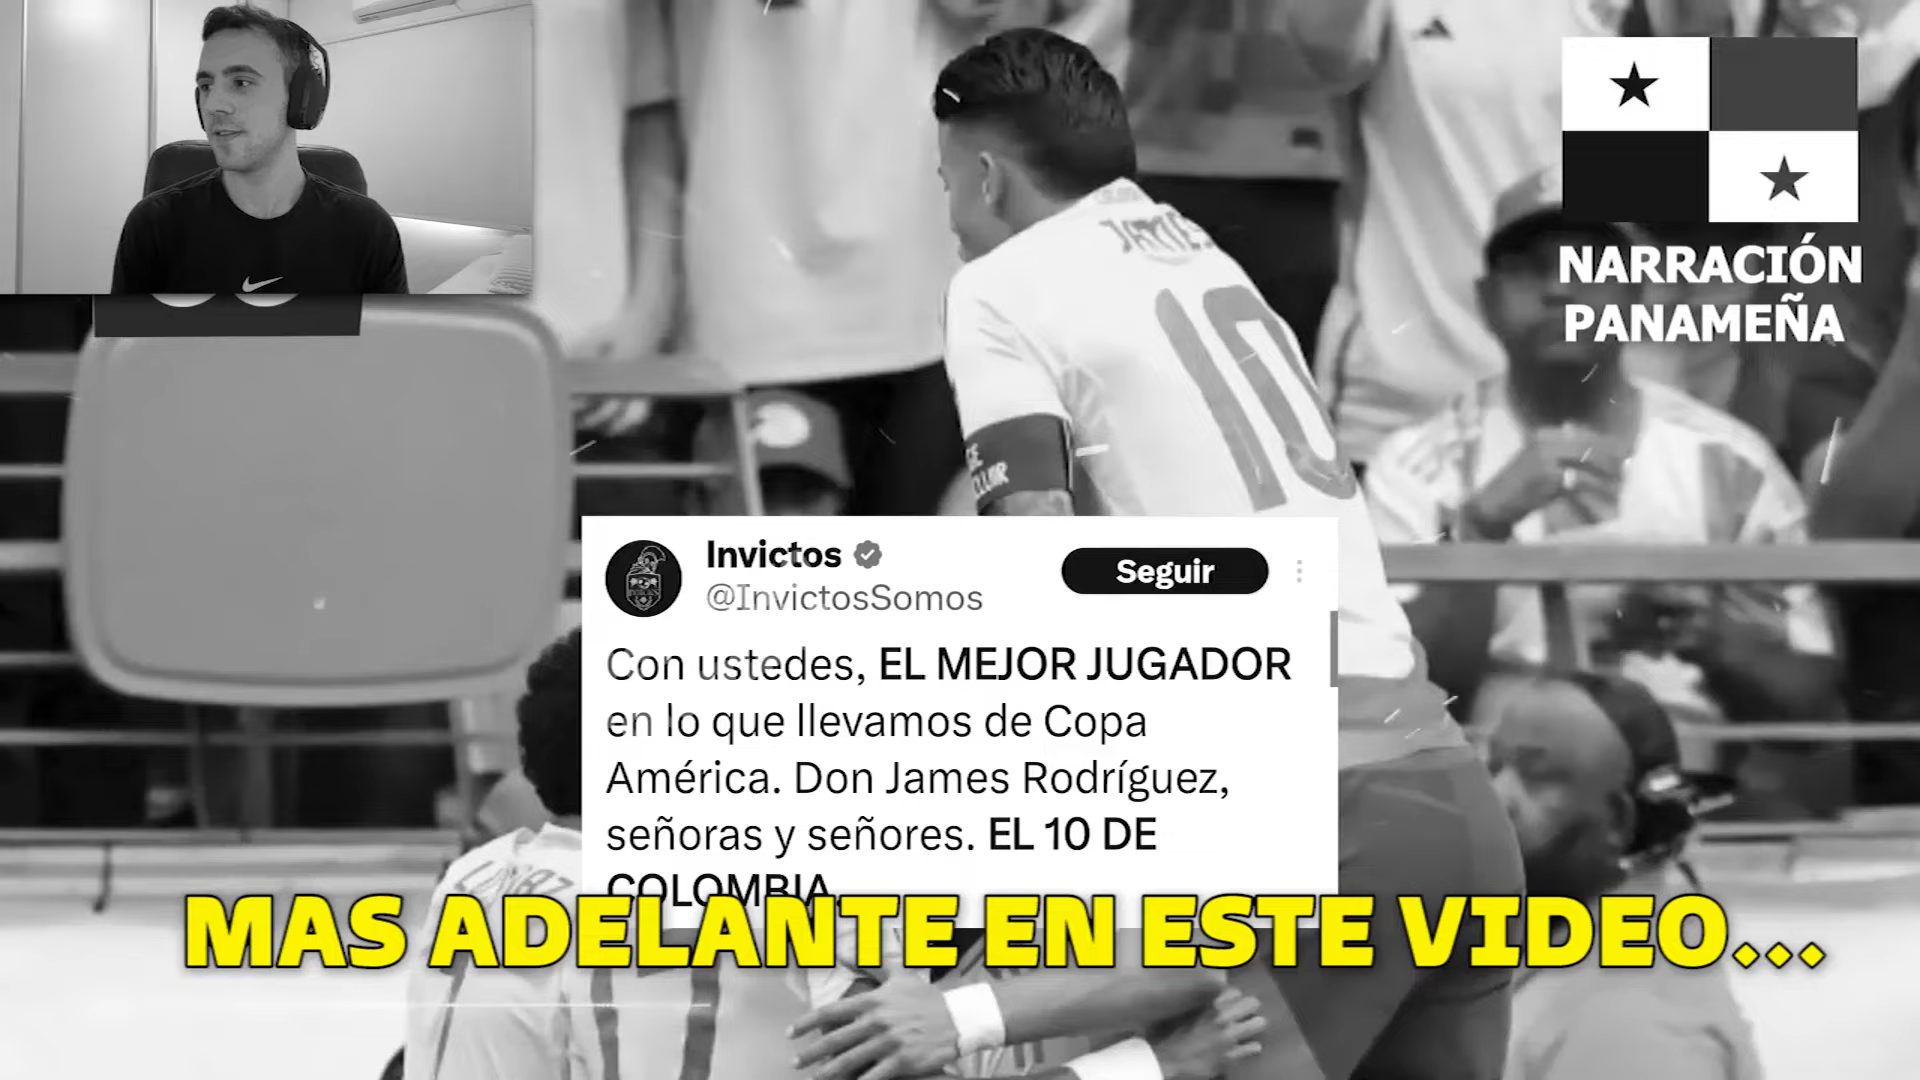 NARRACIÓN
PANAMEÑA
JAMES
10
Invictos
@InvictosSomos
Seguir
Con ustedes, EL MEJOR JUGADOR
en lo que llevamos de Copa
América. Don James Rodríguez,
señoras y señores. EL 10 DE
COLOMBIA.
MAS ADELANTE EN ESTE VIDEO...